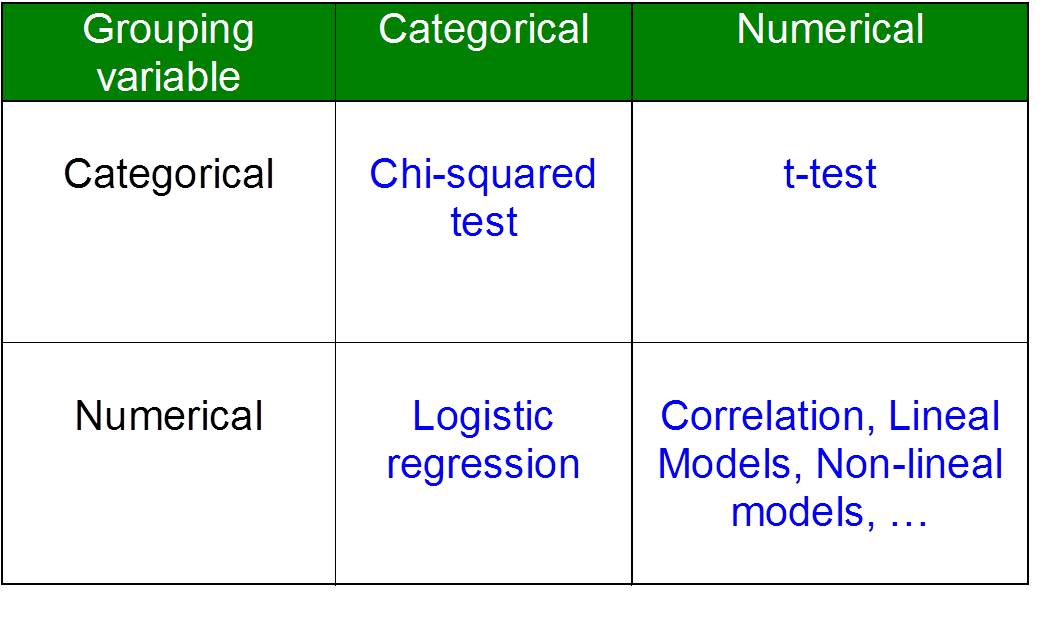 Grouping
variable
Categorical
Numerical
Categorical
Chi-squared
test
t-test
Numerical
Logistic
regression
Correlation, Lineal
Models, Non-lineal
models, …